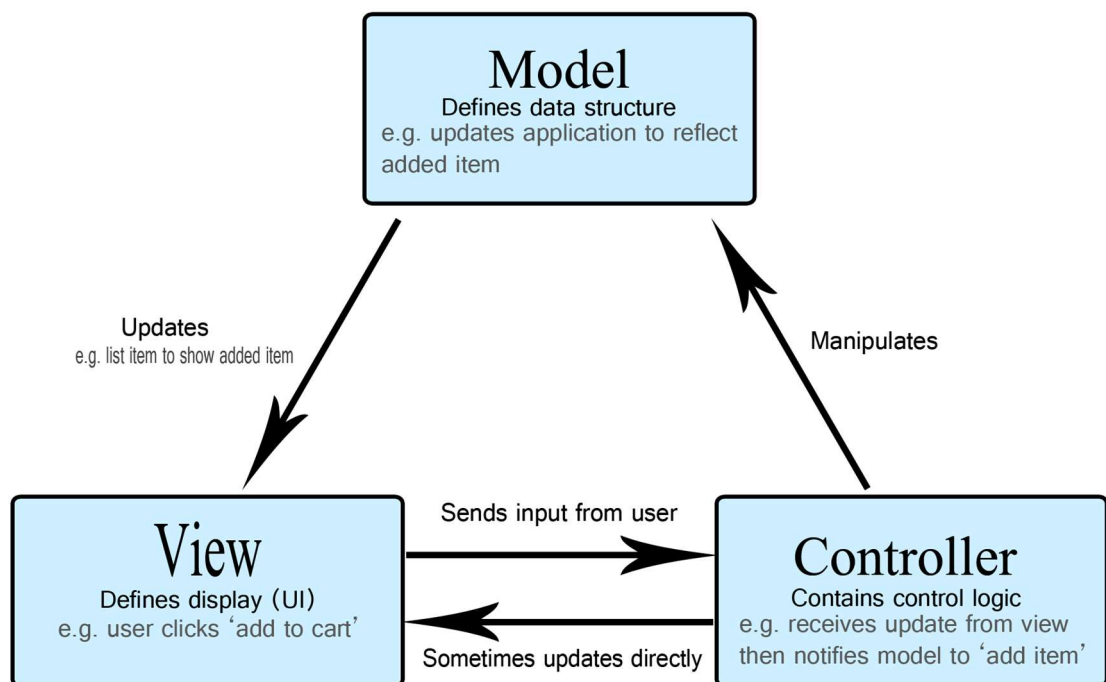 Model
Defines data structure
e.g. updates application to reflect
added item
Updates
e.g. list item to show added item
Manipulates
Sends input from user
View
Defines display (UI)
e.g. user clicks ‘add to cart’
Controller
Contains control logic
e.g. receives update from view
then notifies model to ‘add item’
Sometimes updates directly